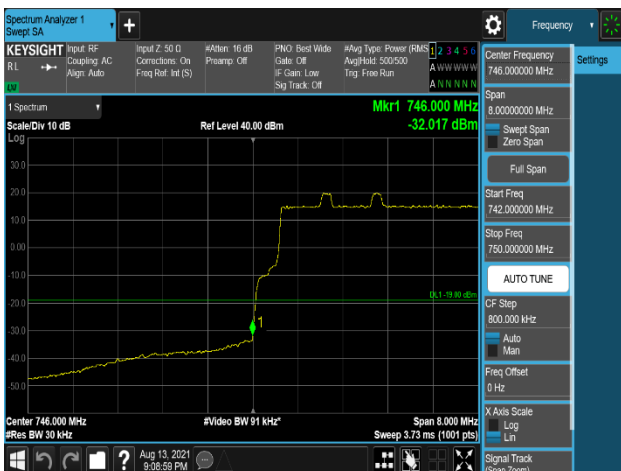 Spectrum Analyzer 1
Swept SA
Frequency
KEYSIGHT
RL
LW
Input: RF
Coupling: AC
Align: Auto
Input Z: 50 Ω
Corrections: On
Freq Ref: Int (S)
#Atten: 16 dB
Preamp: Off
PNO: Best Wide
Gate: Off
IF Gain: Low
Sig Track: Off
#Avg Type: Power (RMS
Avg|Hold: 500/500
Trig: Free Run
1 2 3 4 5 6
A W W W W W
A N N N N N
1 Spectrum
Scale/Div 10 dB
Log
Ref Level 40.00 dBm
Mkr1 746.000 MHz
-32.017 dBm
30.0
20.0
10.0
0.00
-10.0
-20.0
-30.0
-40.0
-50.0
DL1 -19.00 dBm
1
Center 746.000 MHz
#Res BW 30 kHz
#Video BW 91 kHz*
Span 8.000 MHz
Sweep 3.73 ms (1001 pts)
Aug 13, 2021
9:08:59 PM
Center Frequency
746.000000 MHz
Span
8.00000000 MHz
Swept Span
Zero Span
Full Span
Start Freq
742.000000 MHz
Stop Freq
750.000000 MHz
AUTO TUNE
CF Step
800.000 kHz
Auto
Man
Freq Offset
0 Hz
X Axis Scale
Log
Lin
Signal Track
(Span Zoom)
Settings